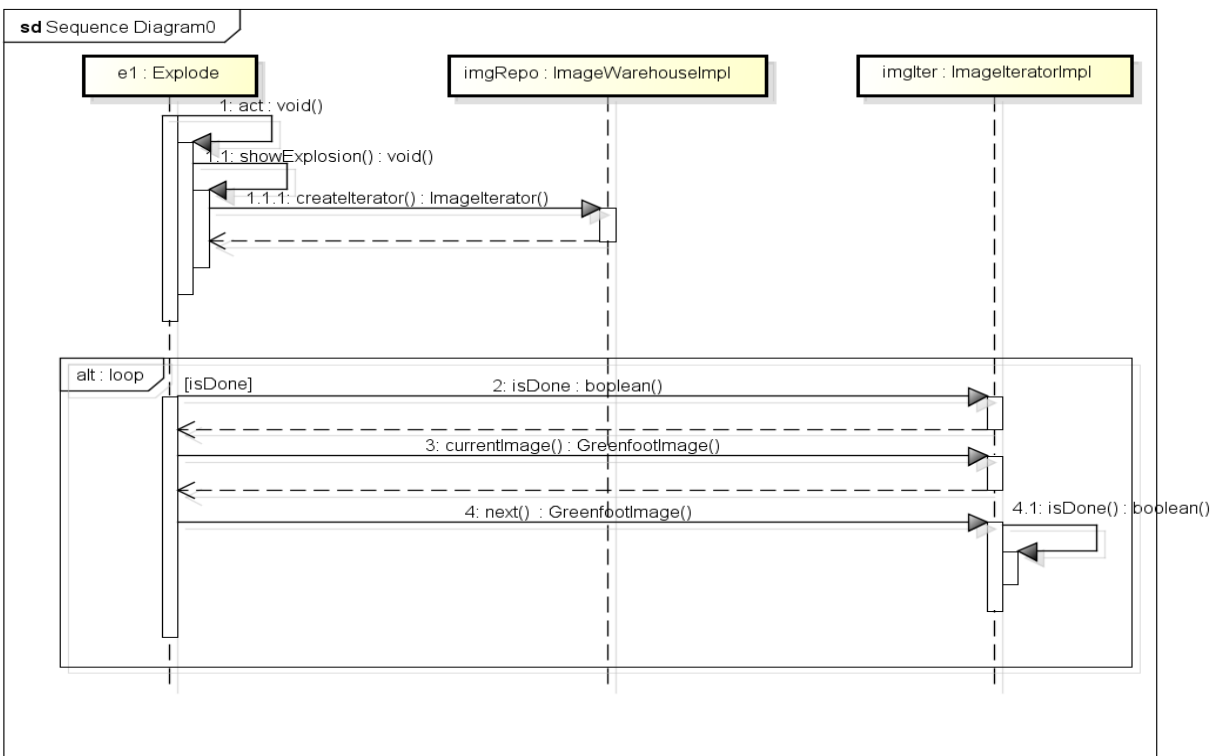 sd Sequence Diagram0
e1 : Explode
imgRepo : ImageWarehouseImpl
imgIter : ImageIteratorImpl
1: act : void()
1.1: showExplosion() : void()
1.1.1: createIterator() : ImageIterator()
alt : loop
[isDone]
2: isDone : boolean()
3: currentImage() : GreenfootImage()
4: next() : GreenfootImage()
4.1: isDone() : boolean()